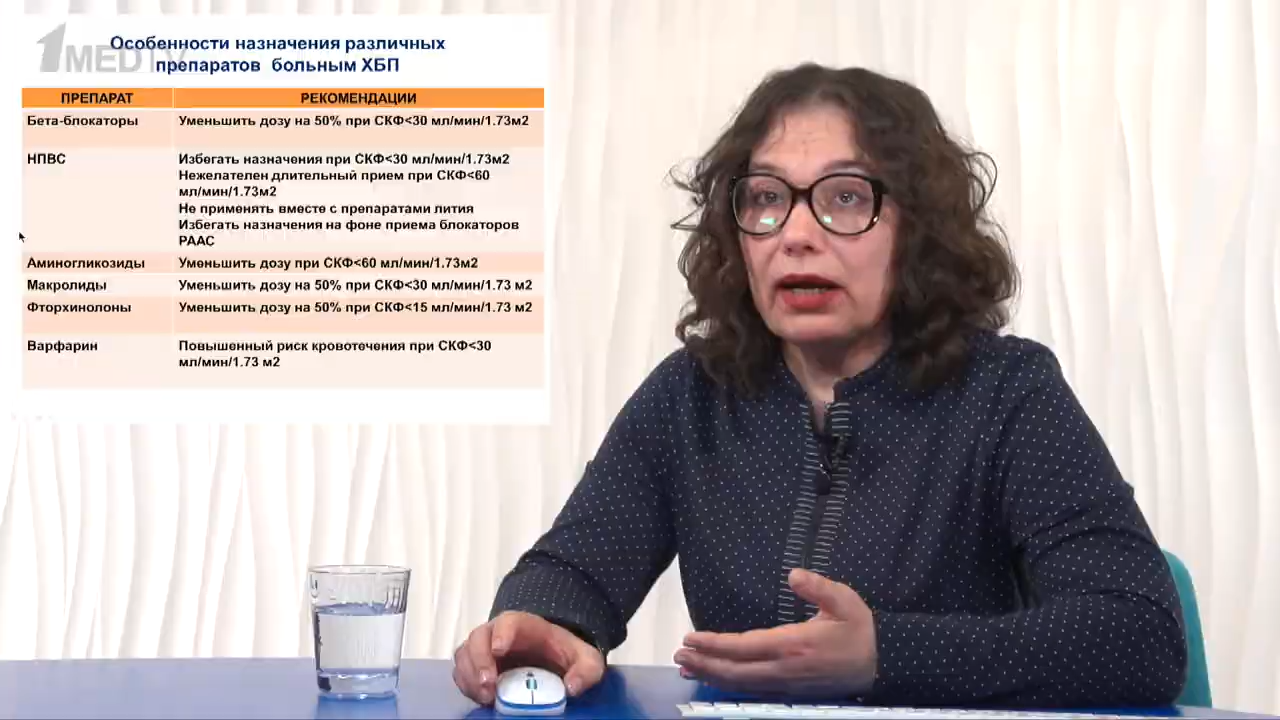 1MEDTV
Особенности назначения различных
препаратов больным ХБП
ПРЕПАРАТ
РЕКОМЕНДАЦИИ
Бета-блокаторы
Уменьшить дозу на 50% при СКФ<30 мл/мин/1.73м2
НПВС
Избегать назначения при СКФ<30 мл/мин/1.73м2
Нежелателен длительный прием при СКФ<60
мл/мин/1.73м2
Не применять вместе с препаратами лития
Избегать назначения на фоне приема блокаторов
РААС
Аминогликозиды
Уменьшить дозу при СКФ<60 мл/мин/1.73м2
Макролиды
Уменьшить дозу на 50% при СКФ<30 мл/мин/1.73 м2
Фторхинолоны
Уменьшить дозу на 50% при СКФ<15 мл/мин/1.73 м2
Варфарин
Повышенный риск кровотечения при СКФ<30
мл/мин/1.73 м2